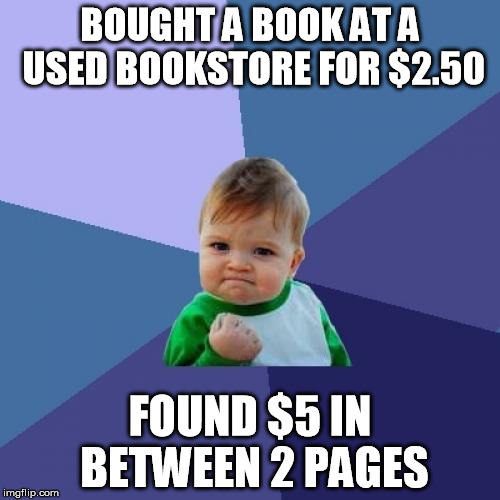 BOUGHT A BOOK AT A
USED BOOKSTORE FOR $2.50
FOUND $5 IN
BETWEEN 2 PAGES
imgflip.com